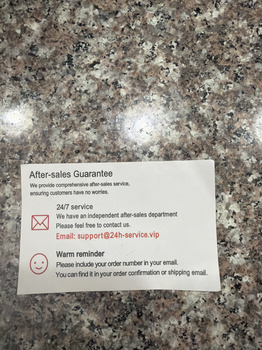 After-sales Guarantee
We provide comprehensive after-sales service,
ensuring customers have no worries.
24/7 service
We have an independent after-sales department
Please feel free to contact us.
Email: support@24h-service.vip
Warm reminder
Please include your order number in your email.
You can find it in your order confirmation or shipping email.